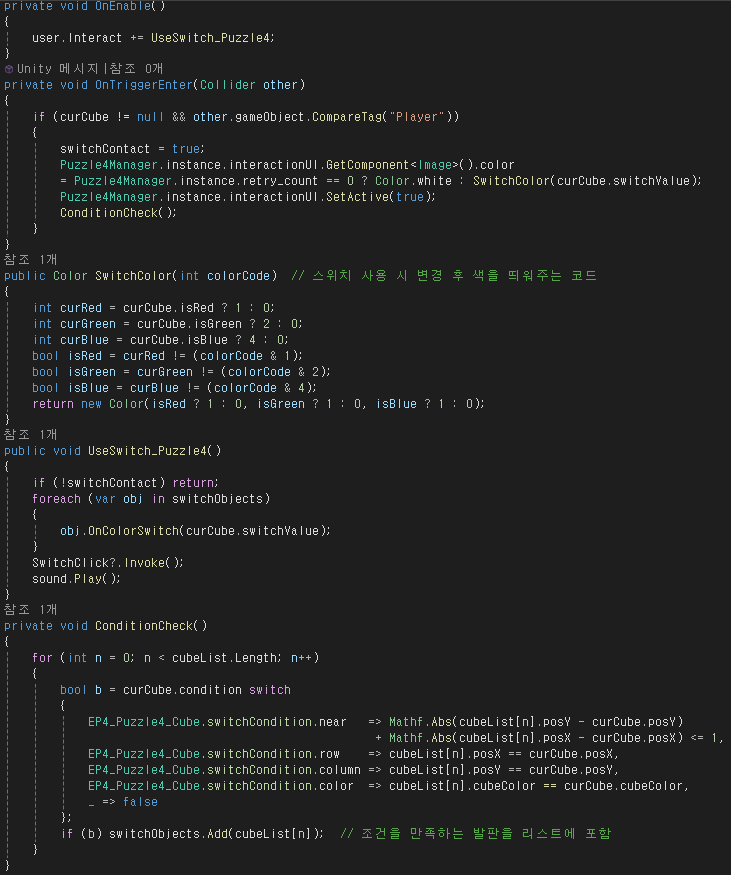 private void OnEnable()
{
    user.Interact += UseSwitch_Puzzle4;
}
Unity 메시지|참조 0개
private void OnTriggerEnter(Collider other)
{
    if (curCube != null && other.gameObject.CompareTag("Player"))
    {
        switchContact = true;
        Puzzle4Manager.instance.interactionUI.GetComponent<Image>().color
        = Puzzle4Manager.instance.retry_count == 0 ? Color.white : SwitchColor(curCube.switchValue);
        Puzzle4Manager.instance.interactionUI.SetActive(true);
        ConditionCheck();
    }
}
참조 1개
public Color SwitchColor(int colorCode)  // 스위치 사용 시 변경 후 색을 띄워주는 코드
{
    int curRed = curCube.isRed ? 1 : 0;
    int curGreen = curCube.isGreen ? 2 : 0;
    int curBlue = curCube.isBlue ? 4 : 0;
    bool isRed = curRed != (colorCode & 1);
    bool isGreen = curGreen != (colorCode & 2);
    bool isBlue = curBlue != (colorCode & 4);
    return new Color(isRed ? 1 : 0, isGreen ? 1 : 0, isBlue ? 1 : 0);
}
참조 1개
public void UseSwitch_Puzzle4()
{
    if (!switchContact) return;
    foreach (var obj in switchObjects)
    {
        obj.OnColorSwitch(curCube.switchValue);
    }
    SwitchClick?.Invoke();
    sound.Play();
}
참조 1개
private void ConditionCheck()
{
    for (int n = 0; n < cubeList.Length; n++)
    {
        bool b = curCube.condition switch
        {
            EP4_Puzzle4_Cube.switchCondition.near   => Mathf.Abs(cubeList[n].posY - curCube.posY)
                                                     + Mathf.Abs(cubeList[n].posX - curCube.posX) <= 1,
            EP4_Puzzle4_Cube.switchCondition.row    => cubeList[n].posX == curCube.posX,
            EP4_Puzzle4_Cube.switchCondition.column => cubeList[n].posY == curCube.posY,
            EP4_Puzzle4_Cube.switchCondition.color  => cubeList[n].cubeColor == curCube.cubeColor,
            _ => false
        };
        if (b) switchObjects.Add(cubeList[n]);  // 조건을 만족하는 발판을 리스트에 포함
    }
}